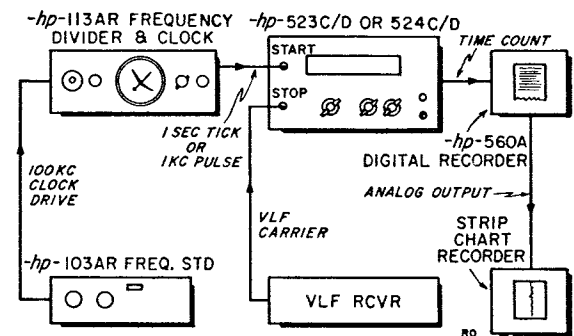 -hp-113AR FREQUENCY
DIVIDER & CLOCK
-hp-523C/D OR 524C/D
START
STOP
TIME COUNT
1 SEC TICK
OR
1KC PULSE
-hp-560A
DIGITAL RECORDER
100KC
CLOCK
DRIVE
ANALOG OUTPUT
VLF
CARRIER
STRIP
CHART
RECORDER
-hp-103AR FREQ. STD
VLF RCVR
RO